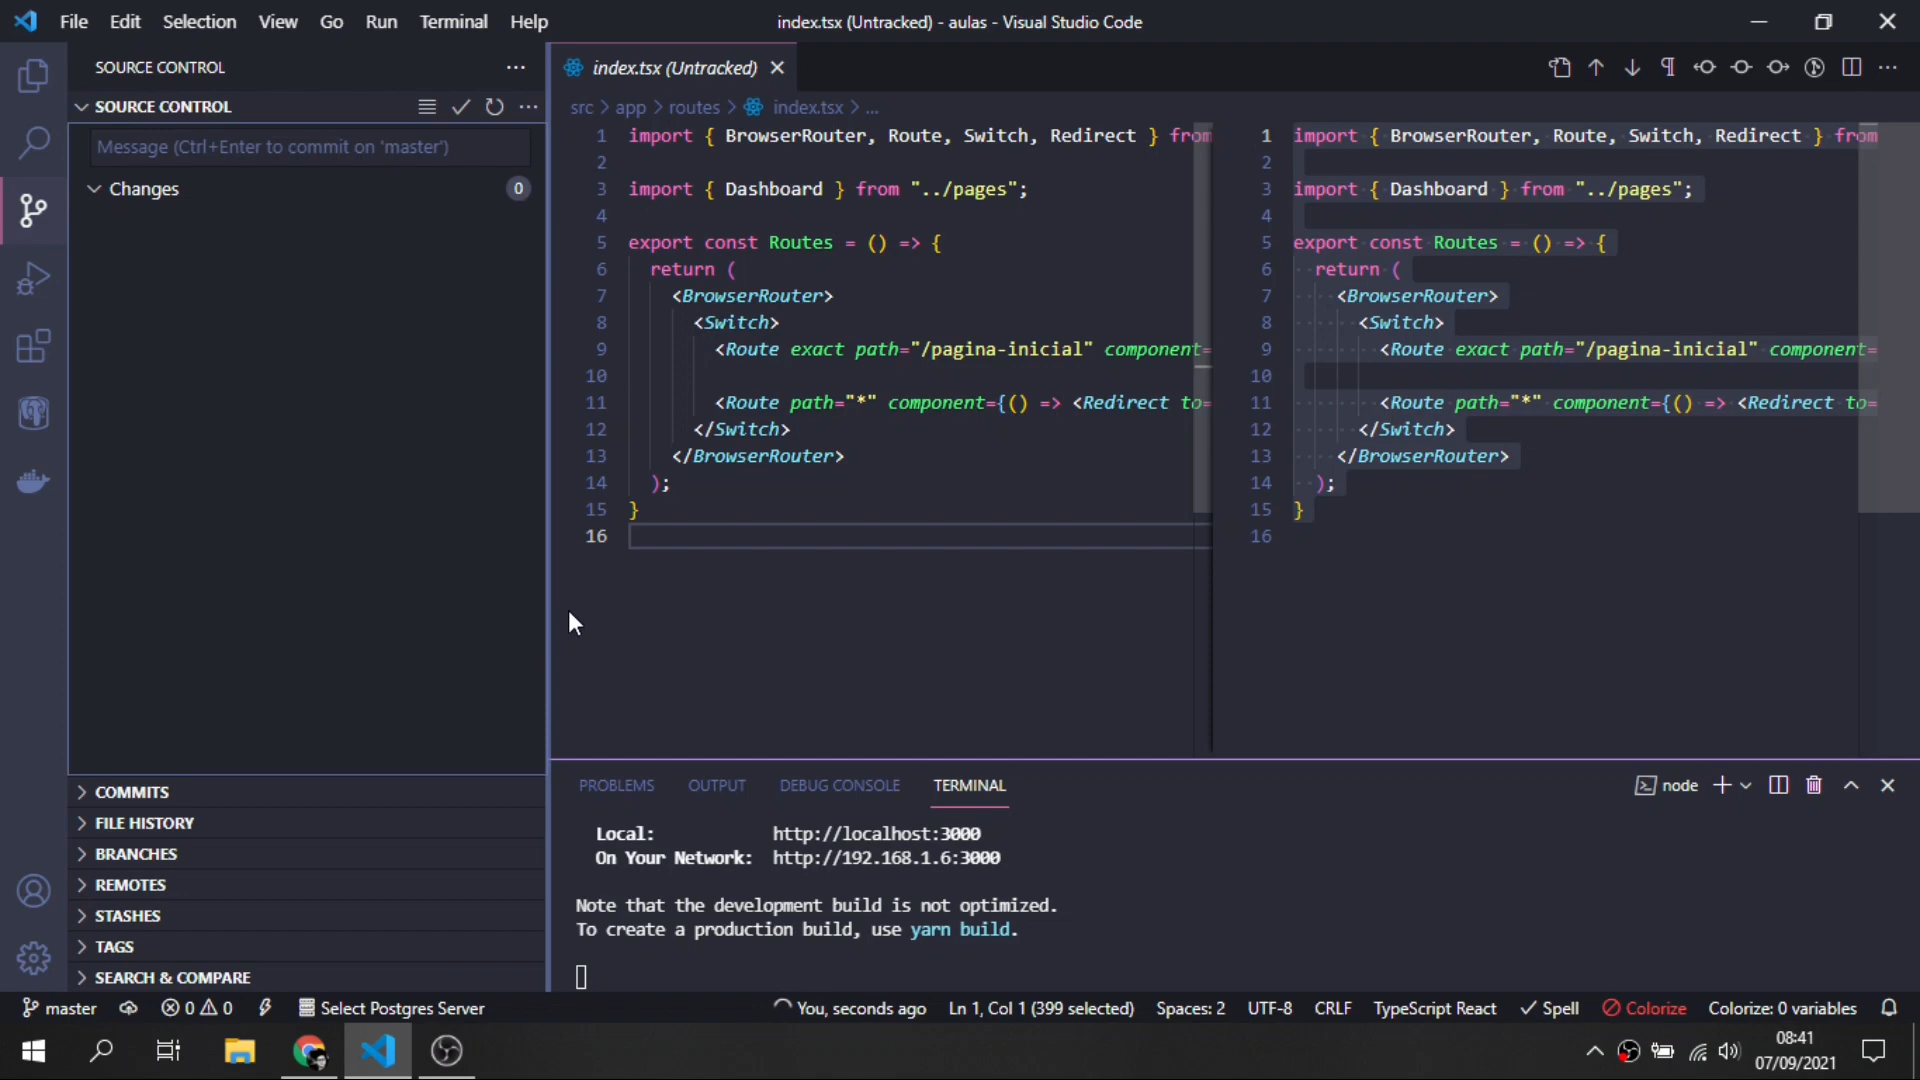 File Edit Selection View Go Run Terminal Help
index.tsx (Untracked) - aulas - Visual Studio Code
SOURCE CONTROL
SOURCE CONTROL
Message (Ctrl+Enter to commit on 'master')
Changes 0
COMMITS
FILE HISTORY
BRANCHES
REMOTES
STASHES
TAGS
SEARCH & COMPARE
index.tsx (Untracked)
src > app > routes > index.tsx > ...
1 import { BrowserRouter, Route, Switch, Redirect } from
2
3 import { Dashboard } from "../pages";
4
5 export const Routes = () => {
6 return (
7 <BrowserRouter>
8 <Switch>
9 <Route exact path="/pagina-inicial" component=
10
11 <Route path="*" component={() => <Redirect to=
12 </Switch>
13 </BrowserRouter>
14 );
15 }
16
1 import { BrowserRouter, Route, Switch, Redirect } from
2
3 import { Dashboard } from "../pages";
4
5 export const Routes = () => {
6 return (
7 <BrowserRouter>
8 <Switch>
9 <Route exact path="/pagina-inicial" component=
10
11 <Route path="*" component={() => <Redirect to=
12 </Switch>
13 </BrowserRouter>
14 );
15 }
16
PROBLEMS OUTPUT DEBUG CONSOLE TERMINAL
node
Local: http://localhost:3000
On Your Network: http://192.168.1.6:3000
Note that the development build is not optimized.
To create a production build, use yarn build.
master 0 0 Select Postgres Server
You, seconds ago Ln 1, Col 1 (399 selected) Spaces: 2 UTF-8 CRLF TypeScript React Spell Colorize Colorize: 0 variables
08:41
07/09/2021